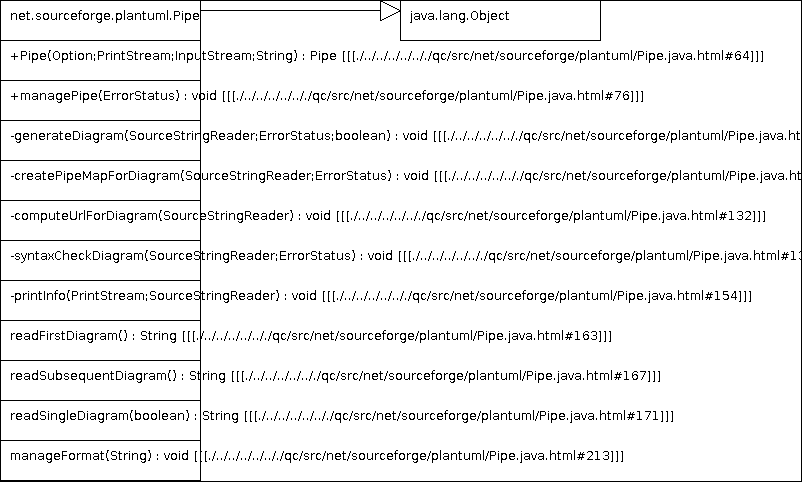 net.sourceforge.plantuml.Pipe
java.lang.Object
+Pipe(Option;PrintStream;InputStream;String) : Pipe [[[./../../../../../qc/src/net/sourceforge/plantuml/Pipe.java.html#64]]]
+managePipe(ErrorStatus) : void [[[./../../../../../qc/src/net/sourceforge/plantuml/Pipe.java.html#76]]]
-generateDiagram(SourceStringReader;ErrorStatus;boolean) : void [[[./../../../../../qc/src/net/sourceforge/plantuml/Pipe.java.ht
-createPipeMapForDiagram(SourceStringReader;ErrorStatus) : void [[[./../../../../../qc/src/net/sourceforge/plantuml/Pipe.java.ht
-computeUrlForDiagram(SourceStringReader) : void [[[./../../../../../qc/src/net/sourceforge/plantuml/Pipe.java.html#132]]]
-syntaxCheckDiagram(SourceStringReader;ErrorStatus) : void [[[./../../../../../qc/src/net/sourceforge/plantuml/Pipe.java.html#13
-printInfo(PrintStream;SourceStringReader) : void [[[./../../../../../qc/src/net/sourceforge/plantuml/Pipe.java.html#154]]]
readFirstDiagram() : String [[[./../../../../../qc/src/net/sourceforge/plantuml/Pipe.java.html#163]]]
readSubsequentDiagram() : String [[[./../../../../../qc/src/net/sourceforge/plantuml/Pipe.java.html#167]]]
readSingleDiagram(boolean) : String [[[./../../../../../qc/src/net/sourceforge/plantuml/Pipe.java.html#171]]]
manageFormat(String) : void [[[./../../../../../qc/src/net/sourceforge/plantuml/Pipe.java.html#213]]]